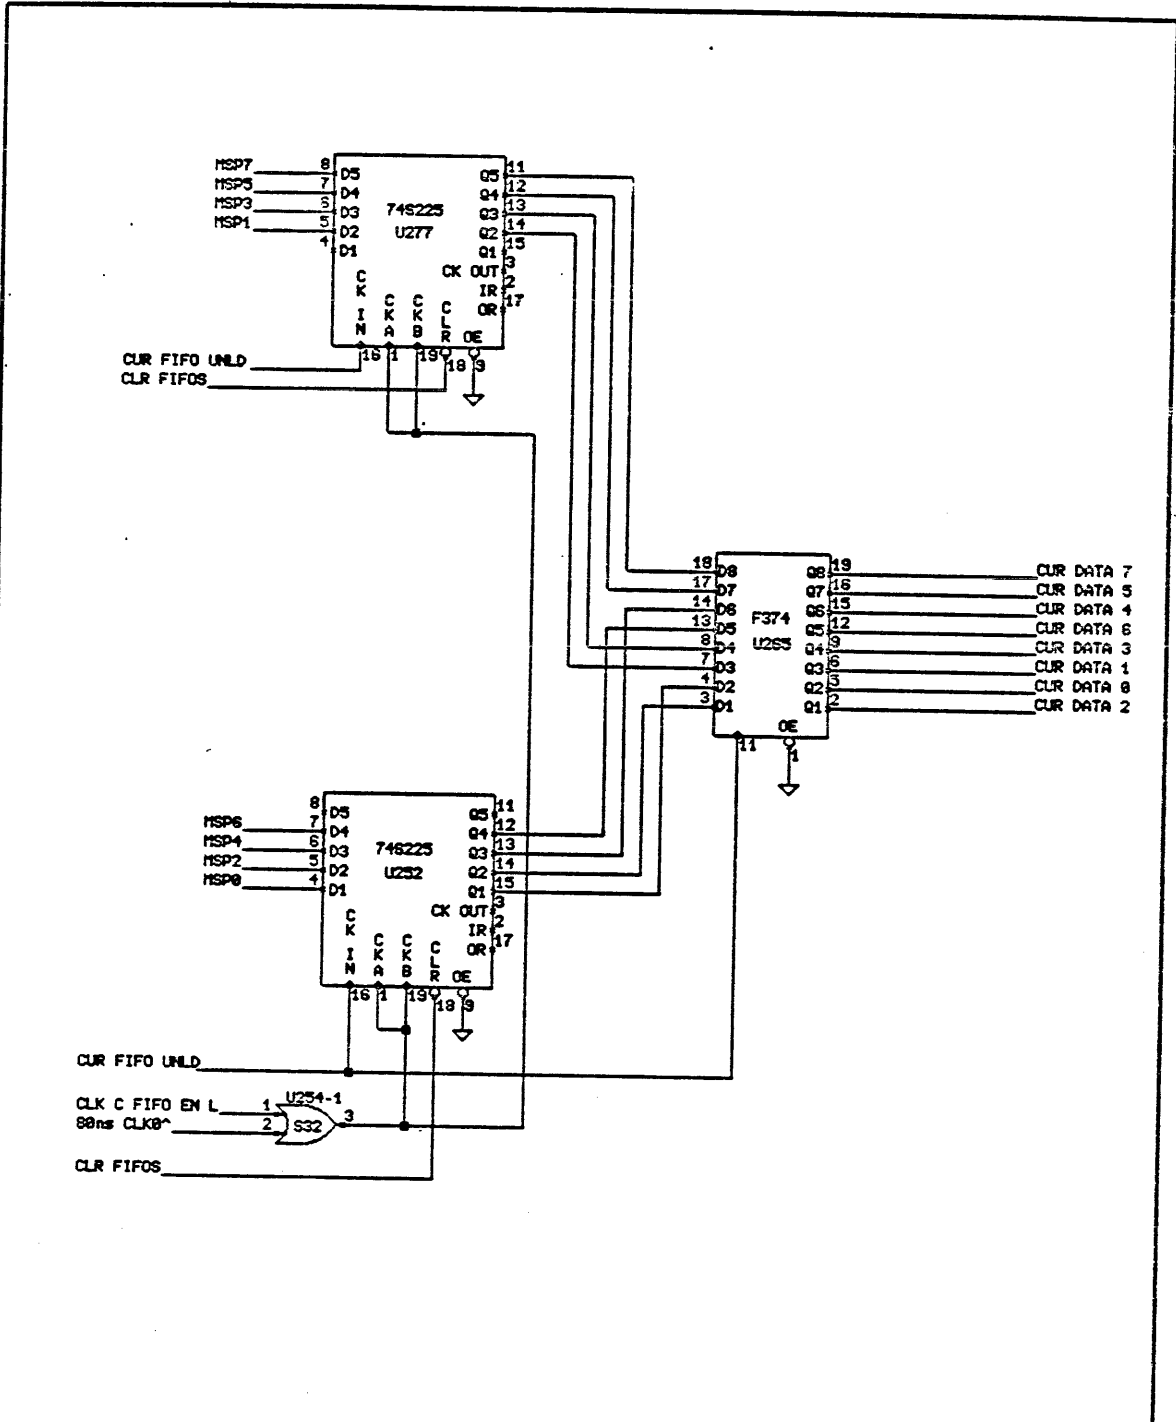 MSP7 8 D5 Q5 11
MSP5 7 D4 Q4 12
MSP3 6 D3 74S225 Q3 13
MSP1 5 D2 U277 Q2 14
4 D1 Q1 15
CK OUT 3
IR 2
OR 17
CK IN CKA CKB CLR OE
16 1 19 18 9
CUR FIFO UNLD
CLR FIFOS
18 D8 Q8 19 CUR DATA 7
17 D7 Q7 16 CUR DATA 5
14 D6 F374 Q6 15 CUR DATA 4
13 D5 Q5 12 CUR DATA 6
8 D4 U265 Q4 9 CUR DATA 3
7 D3 Q3 6 CUR DATA 1
4 D2 Q2 5 CUR DATA 0
3 D1 Q1 2 CUR DATA 2
OE
11 1
8 D5 Q5 11
MSP6 7 D4 Q4 12
MSP4 6 D3 74S225 Q3 13
MSP2 5 D2 U252 Q2 14
MSP0 4 D1 Q1 15
CK OUT 3
IR 2
OR 17
CK IN CKA CKB CLR OE
16 1 19 18 9
CUR FIFO UNLD
U254-1
CLK C FIFO EN L 1
80ns CLK0^ 2 S32 3
CLR FIFOS